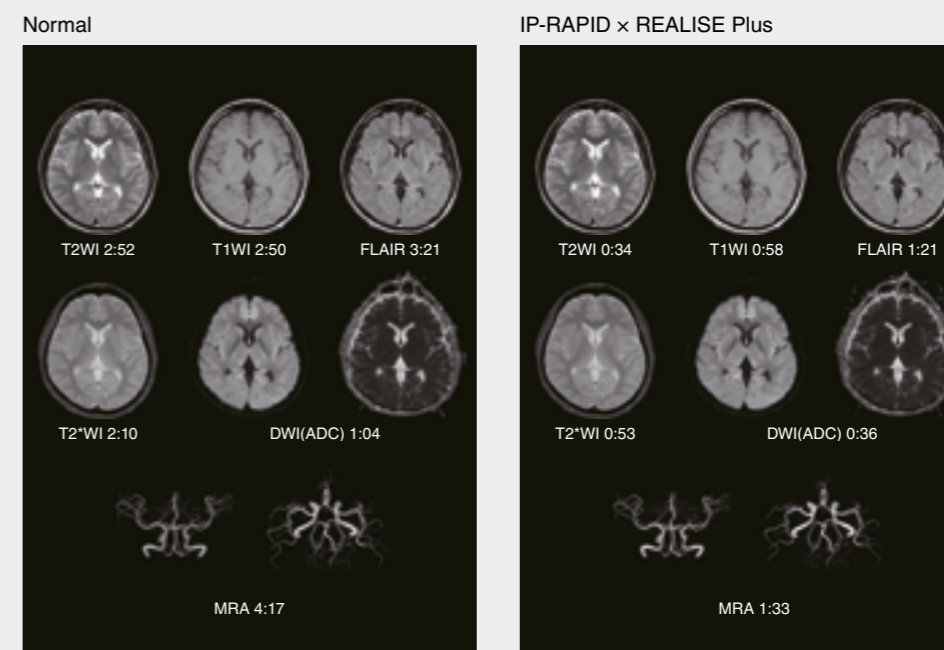 Normal
T2WI 2:52
T1WI 2:50
FLAIR 3:21
T2*WI 2:10
DWI(ADC) 1:04
MRA 4:17
IP-RAPID × REALISE Plus
T2WI 0:34
T1WI 0:58
FLAIR 1:21
T2*WI 0:53
DWI(ADC) 0:36
MRA 1:33